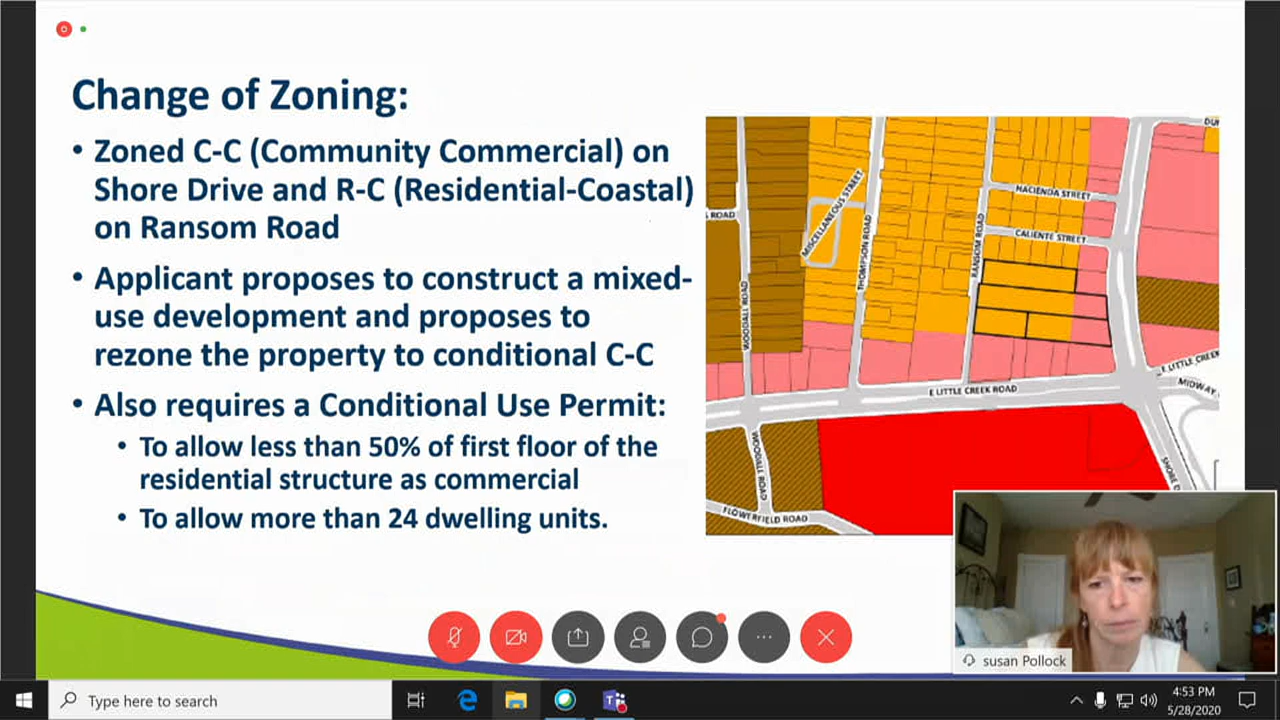 Change of Zoning:
• Zoned C-C (Community Commercial) on
Shore Drive and R-C (Residential-Coastal)
on Ransom Road
• Applicant proposes to construct a mixed-
use development and proposes to
rezone the property to conditional C-C
• Also requires a Conditional Use Permit:
• To allow less than 50% of first floor of the
residential structure as commercial
• To allow more than 24 dwelling units.
HACIENDA STREET
MISCELLANEOUS STREET
ROAD
THOMPSON ROAD
RANSOM ROAD
CALIENTE STREET
WOODALL ROAD
E LITTLE CREEK ROAD
E LITTLE CREEK
MIDWAY
WOODALL ROAD
SHORE D
FLOWERFIELD ROAD
susan Pollock
Type here to search
4:53 PM
5/28/2020